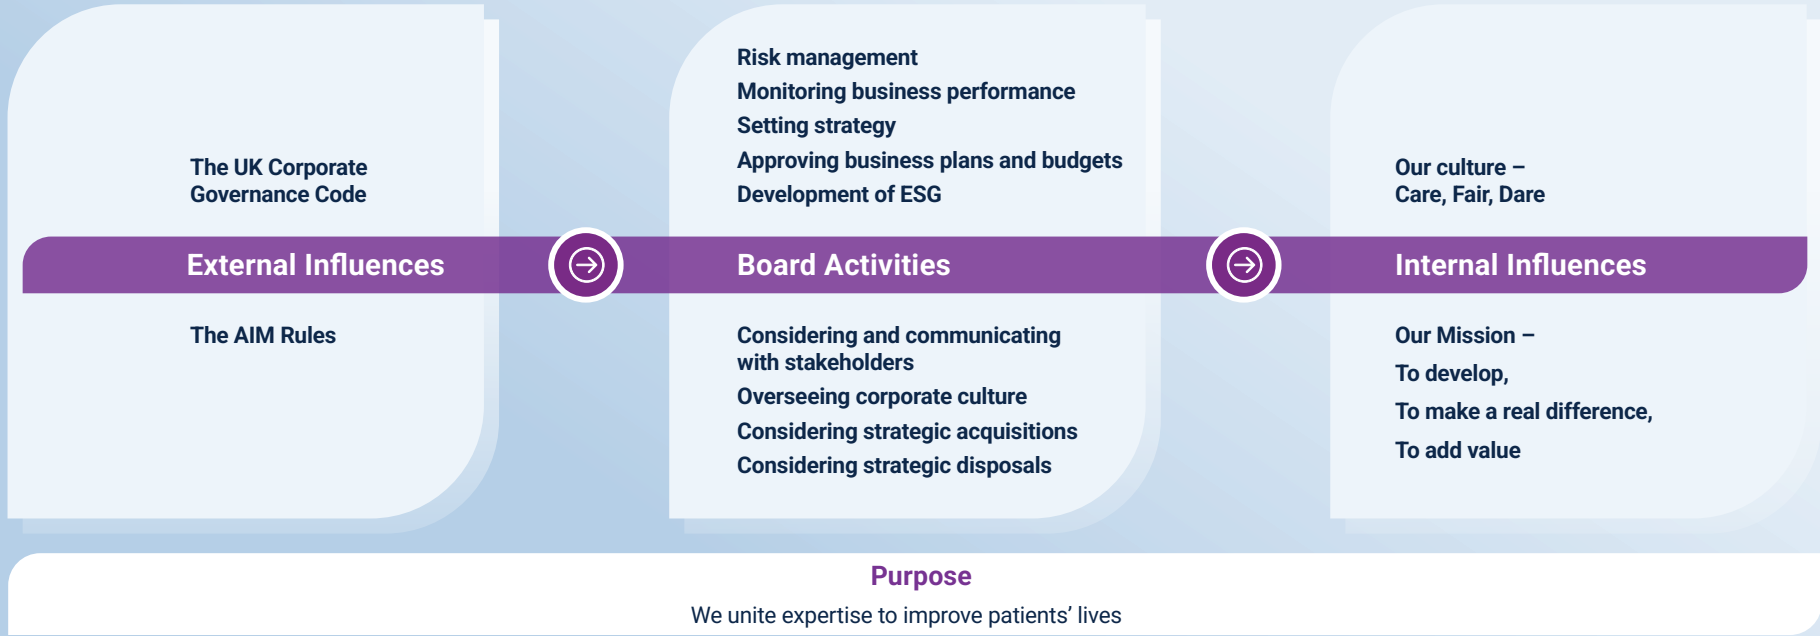 The UK Corporate
Governance Code
External Influences
The AIM Rules
Risk management
Monitoring business performance
Setting strategy
Approving business plans and budgets
Development of ESG
Board Activities
Considering and communicating
with stakeholders
Overseeing corporate culture
Considering strategic acquisitions
Considering strategic disposals
Our culture –
Care, Fair, Dare
Internal Influences
Our Mission –
To develop,
To make a real difference,
To add value
Purpose
We unite expertise to improve patients’ lives